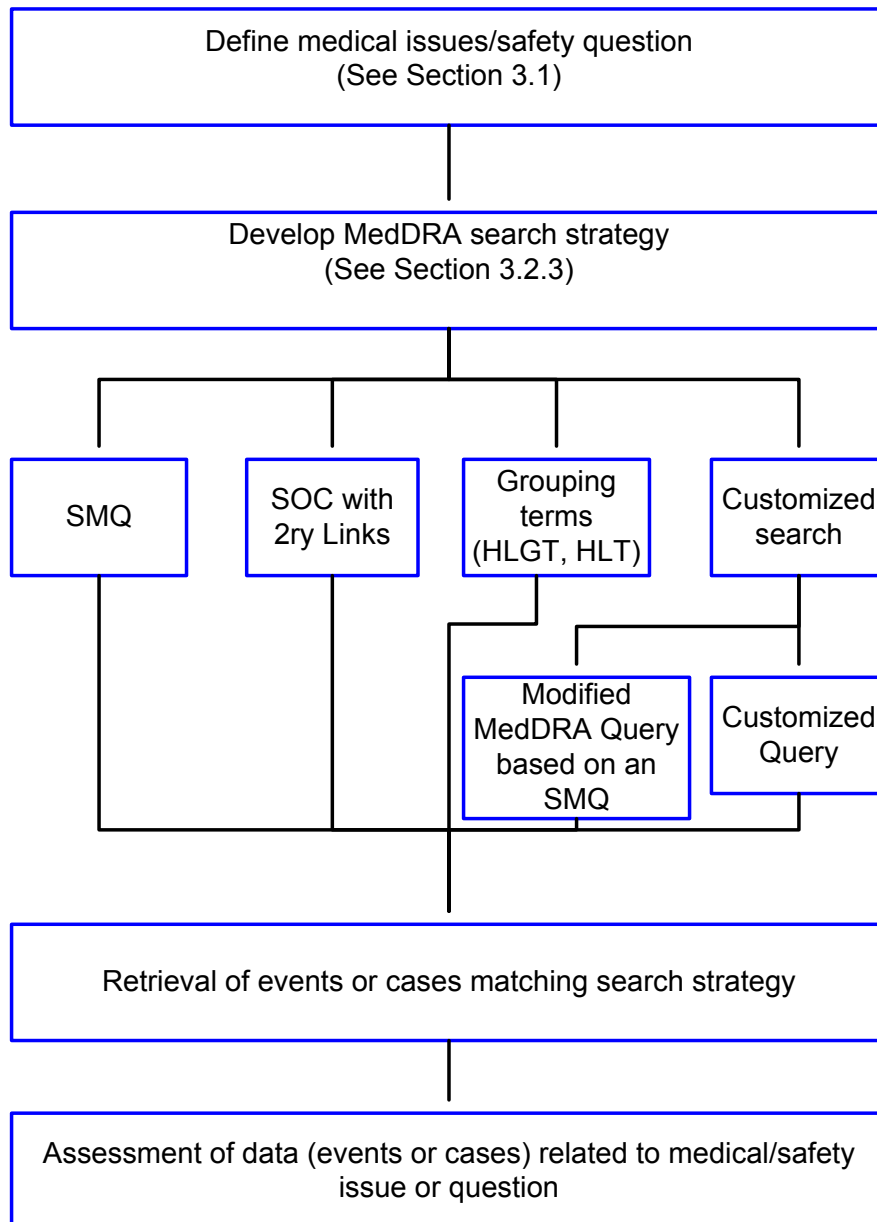 Define medical issues/safety question
(See Section 3.1)
Develop MedDRA search strategy
(See Section 3.2.3)
SMQ
SOC with
2ry Links
Grouping
terms
(HLGT, HLT)
Customized
search
Modified
MedDRA Query
based on an
SMQ
Customized
Query
Retrieval of events or cases matching search strategy
Assessment of data (events or cases) related to medical/safety
issue or question